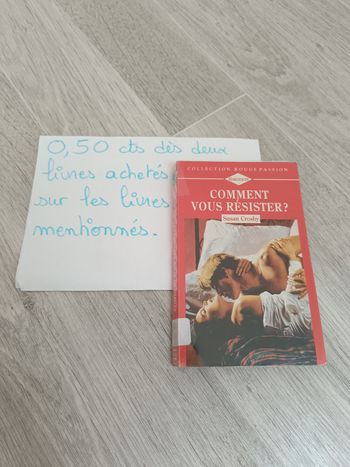 0,50 cts dès deux
livres achetés
sur les livres
mentionnés.
COLLECTION ROUGE PASSION
COMMENT
VOUS RÉSISTER?
Susan Crosby